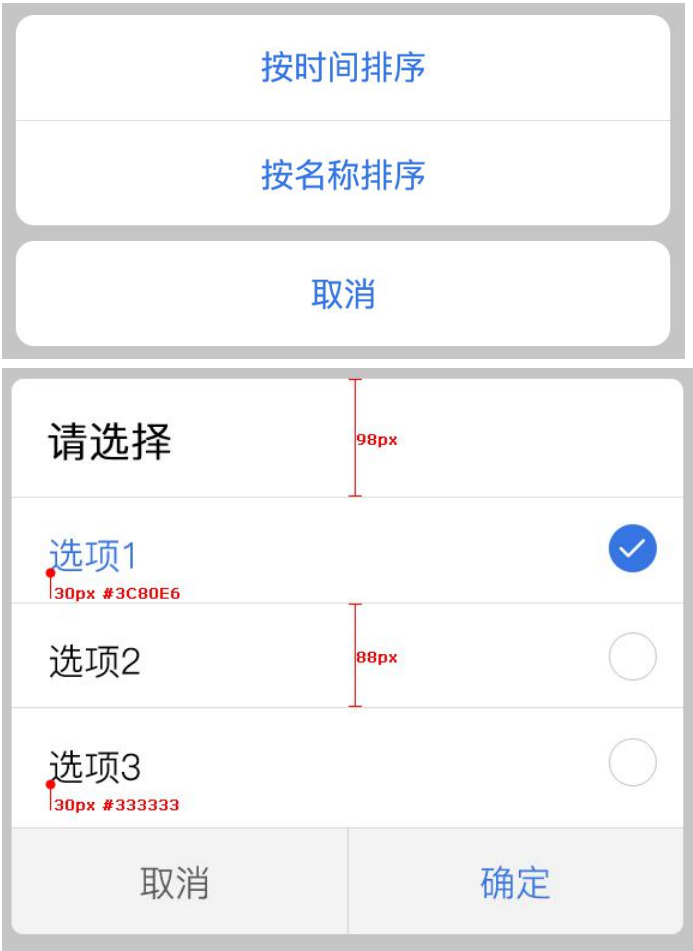 按时间排序
按名称排序
取消
请选择
98px
选项1
30px #3C80E6
选项2
88px
选项3
30px #333333
取消
确定